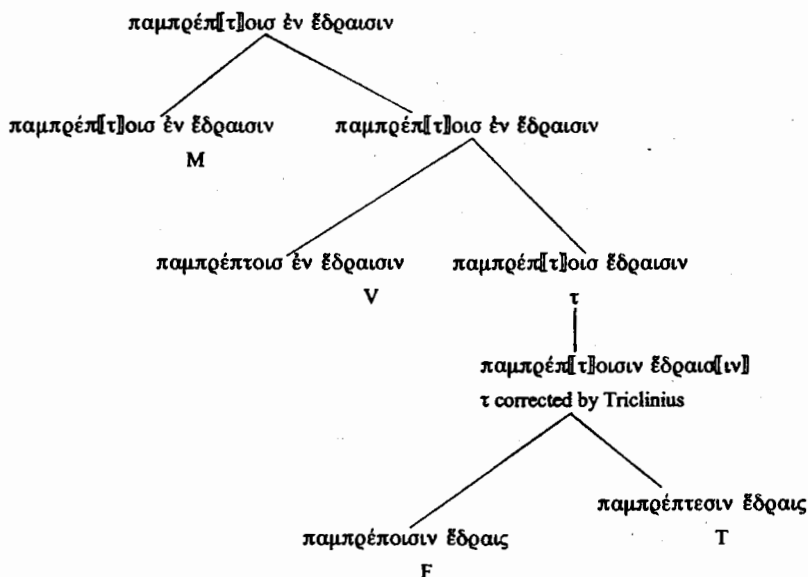 παμπρέπ⟦τ⟧οισ ἐν ἕδραισιν
παμπρέπ⟦τ⟧οισ ἐν ἕδραισιν παμπρέπ⟦τ⟧οισ ἐν ἕδραισιν
M
παμπρέπτοισ ἐν ἕδραισιν παμπρέπ⟦τ⟧οισ ἕδραισιν
V τ
παμπρέπ⟦τ⟧οισιν ἕδραισ⟦ιν⟧
τ corrected by Triclinius
παμπρέπτεσιν ἕδραις
T
παμπρέποισιν ἕδραις
F